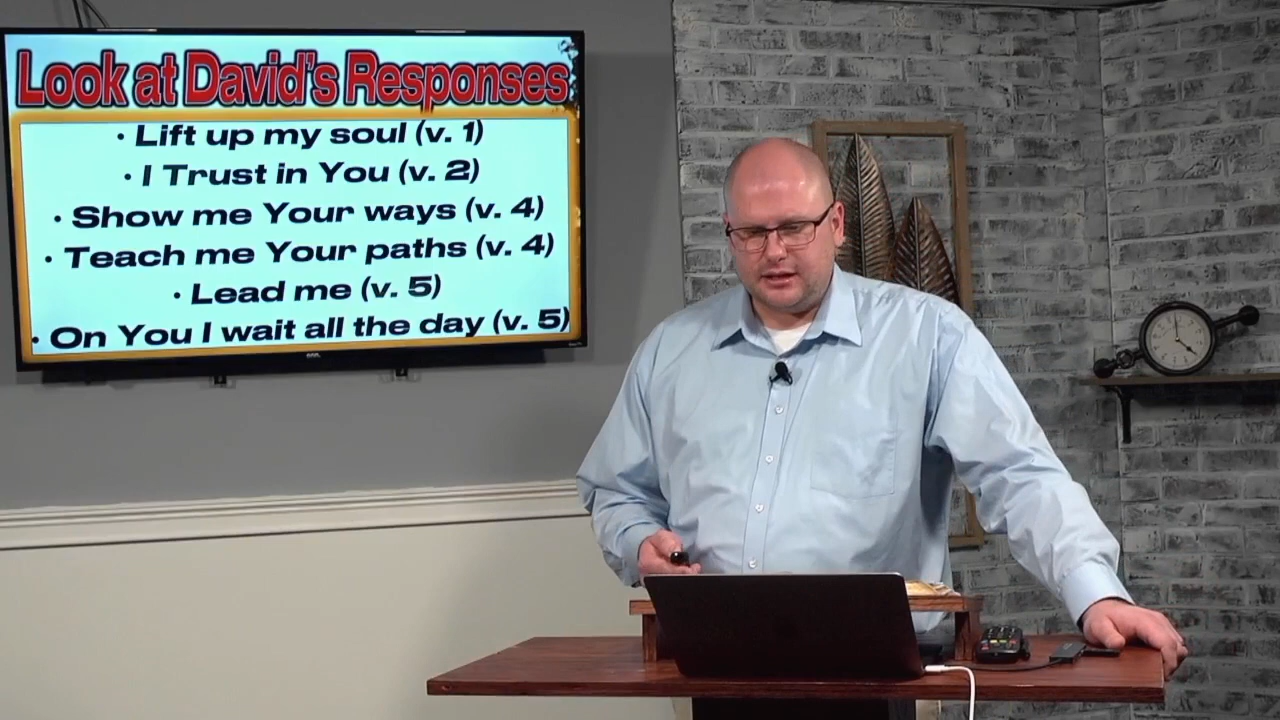 Look at David's Responses
• Lift up my soul (v. 1)
• I Trust in You (v. 2)
• Show me Your ways (v. 4)
• Teach me Your paths (v. 4)
• Lead me (v. 5)
• On You I wait all the day (v. 5)